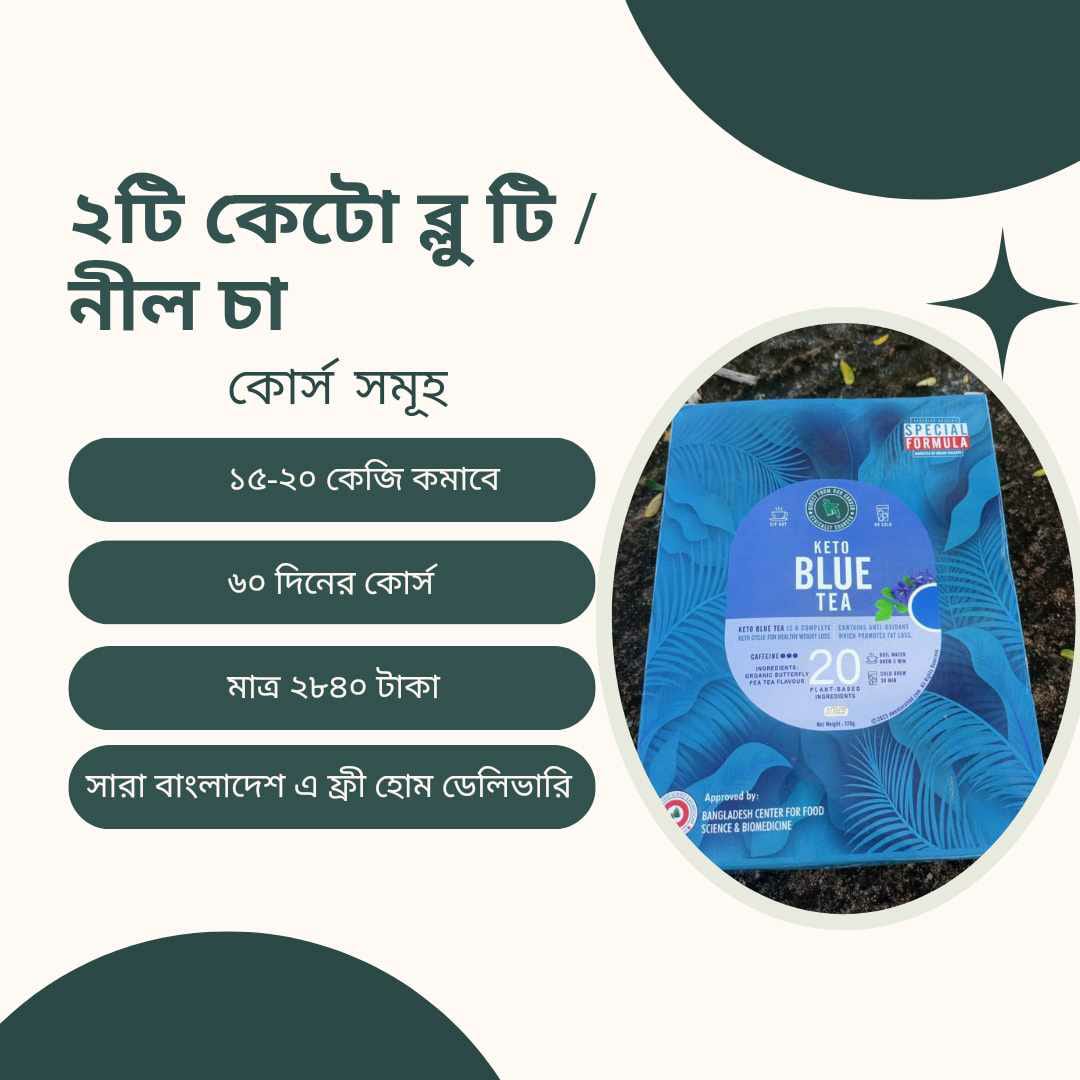 ২টি কেটো ব্লু টি /
নীল চা
কোর্স সমূহ
১৫-২০ কেজি কমাবে
৬০ দিনের কোর্স
মাত্র ২৮৪০ টাকা
সারা বাংলাদেশ এ ফ্রী হোম ডেলিভারি
SPECIAL
FORMULA
KETO
BLUE
TEA
KETO BLUE TEA IS A COMPLETE
KETO CYCLE FOR HEALTHY WEIGHT LOSS
CONTAINS ANTI-OXIDANT
WHICH PROMOTES FAT LOSS.
CAFFEINE
INGREDIENTS:
ORGANIC BUTTERFLY
PEA TEA FLAVOUR
20
PLANT-BASED
INGREDIENTS
Approved by:
BANGLADESH CENTER FOR FOOD
SCIENCE & BIOMEDICINE